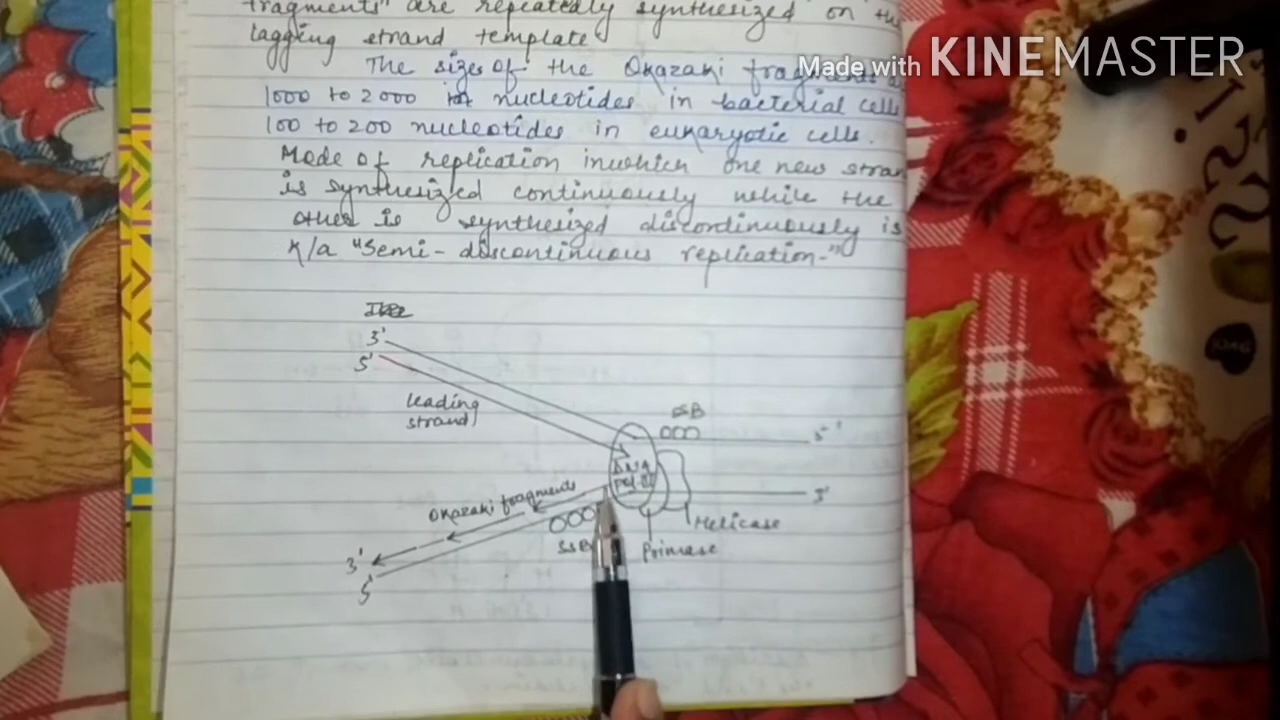 fragments" are repeatedly synthesized on the
lagging strand template
Made with KINEMASTER
The sizes of the Okazaki fragments
1000 to 2000 nucleotides in bacterial cells
100 to 200 nucleotides in eukaryotic cells.
Mode of replication inwhich one new stran
is synthesized continuously while the
other is synthesized discontinuously is
k/a "Semi-discontinuous replication."
3'
5'
leading
strand
SSB
5'
DNA
Pol-III
3'
Okazaki fragments
Helicase
SSB
Primase
3'
5'
King